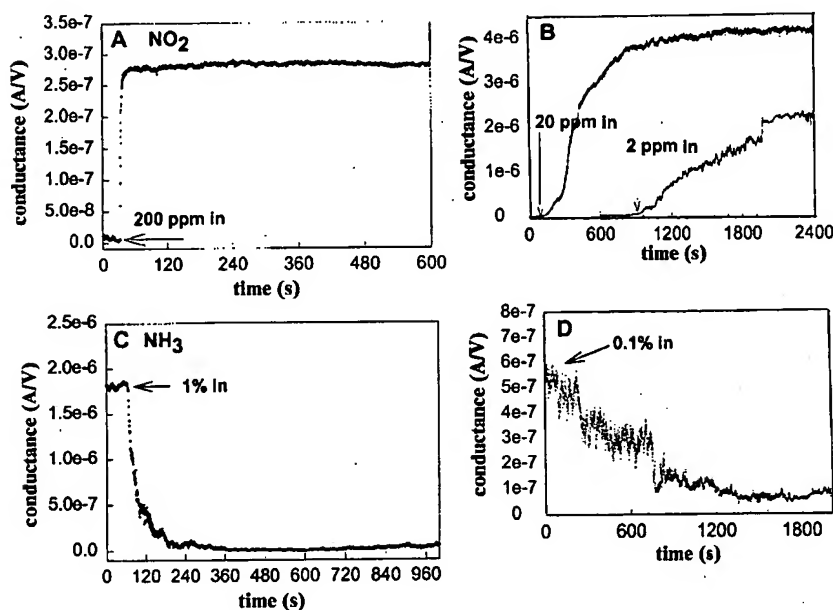 A NO2
conductance (A/V)
3.5e-7
3.0e-7
2.5e-7
2.0e-7
1.5e-7
1.0e-7
5.0e-8
0.0
200 ppm in
0 120 240 360 480 600
time (s)
B
conductance (A/V)
4e-6
2e-6
0
20 ppm in
2 ppm in
0 600 1200 1800 2400
time (s)
C NH3
conductance (A/V)
2.5e-6
2.0e-6
1.5e-6
1.0e-6
5.0e-7
0.0
1% in
0 120 240 360 480 600 720 840 960
time (s)
D
conductance (A/V)
8e-7
7e-7
6e-7
5e-7
4e-7
3e-7
2e-7
1e-7
0
0.1% in
0 600 1200 1800
time (s)